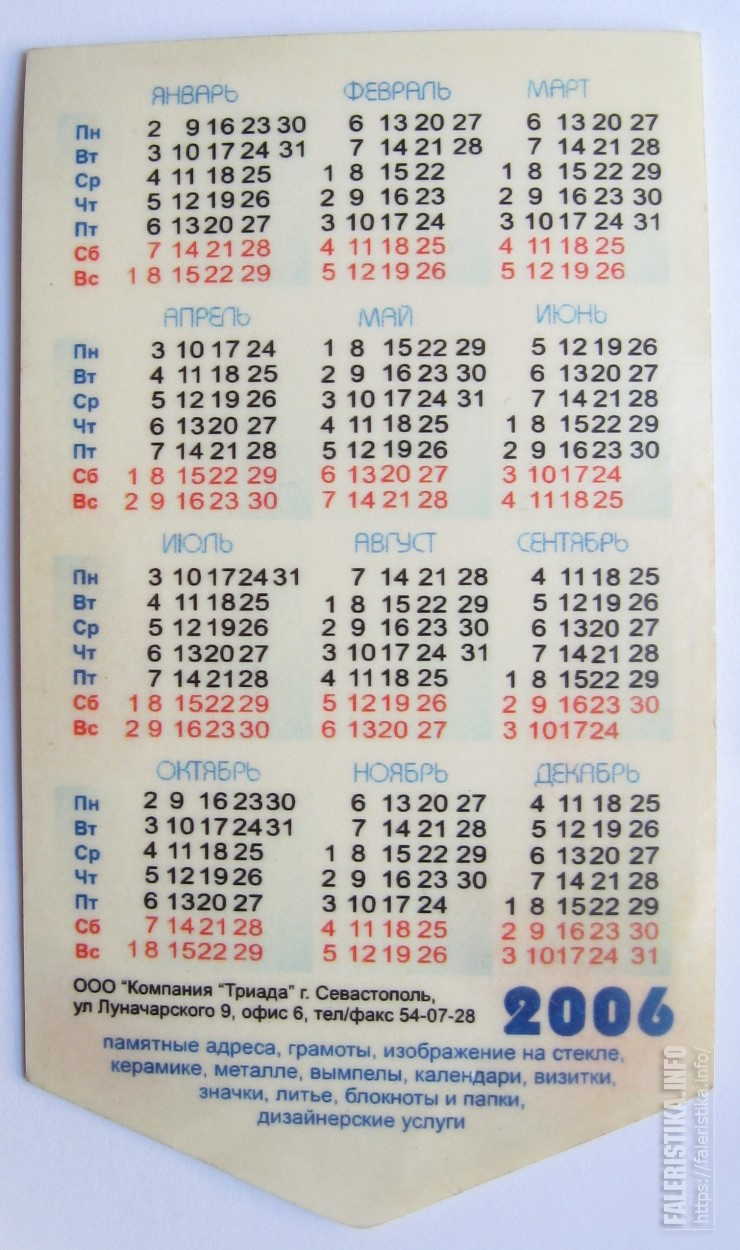 ЯНВАРЬ ФЕВРАЛЬ МАРТ
Пн 2 9 16 23 30 6 13 20 27 6 13 20 27
Вт 3 10 17 24 31 7 14 21 28 7 14 21 28
Ср 4 11 18 25 1 8 15 22 1 8 15 22 29
Чт 5 12 19 26 2 9 16 23 2 9 16 23 30
Пт 6 13 20 27 3 10 17 24 3 10 17 24 31
Сб 7 14 21 28 4 11 18 25 4 11 18 25
Вс 1 8 15 22 29 5 12 19 26 5 12 19 26
АПРЕЛЬ МАЙ ИЮНЬ
Пн 3 10 17 24 1 8 15 22 29 5 12 19 26
Вт 4 11 18 25 2 9 16 23 30 6 13 20 27
Ср 5 12 19 26 3 10 17 24 31 7 14 21 28
Чт 6 13 20 27 4 11 18 25 1 8 15 22 29
Пт 7 14 21 28 5 12 19 26 2 9 16 23 30
Сб 1 8 15 22 29 6 13 20 27 3 10 17 24
Вс 2 9 16 23 30 7 14 21 28 4 11 18 25
ИЮЛЬ АВГУСТ СЕНТЯБРЬ
Пн 3 10 17 24 31 7 14 21 28 4 11 18 25
Вт 4 11 18 25 1 8 15 22 29 5 12 19 26
Ср 5 12 19 26 2 9 16 23 30 6 13 20 27
Чт 6 13 20 27 3 10 17 24 31 7 14 21 28
Пт 7 14 21 28 4 11 18 25 1 8 15 22 29
Сб 1 8 15 22 29 5 12 19 26 2 9 16 23 30
Вс 2 9 16 23 30 6 13 20 27 3 10 17 24
ОКТЯБРЬ НОЯБРЬ ДЕКАБРЬ
Пн 2 9 16 23 30 6 13 20 27 4 11 18 25
Вт 3 10 17 24 31 7 14 21 28 5 12 19 26
Ср 4 11 18 25 1 8 15 22 29 6 13 20 27
Чт 5 12 19 26 2 9 16 23 30 7 14 21 28
Пт 6 13 20 27 3 10 17 24 1 8 15 22 29
Сб 7 14 21 28 4 11 18 25 2 9 16 23 30
Вс 1 8 15 22 29 5 12 19 26 3 10 17 24 31
ООО "Компания "Триада" г. Севастополь,
ул Луначарского 9, офис 6, тел/факс 54-07-28
2006
памятные адреса, грамоты, изображение на стекле,
керамике, металле, вымпелы, календари, визитки,
значки, литье, блокноты и папки,
дизайнерские услуги
FALERISTIKA.INFO
https://faleristika.info/